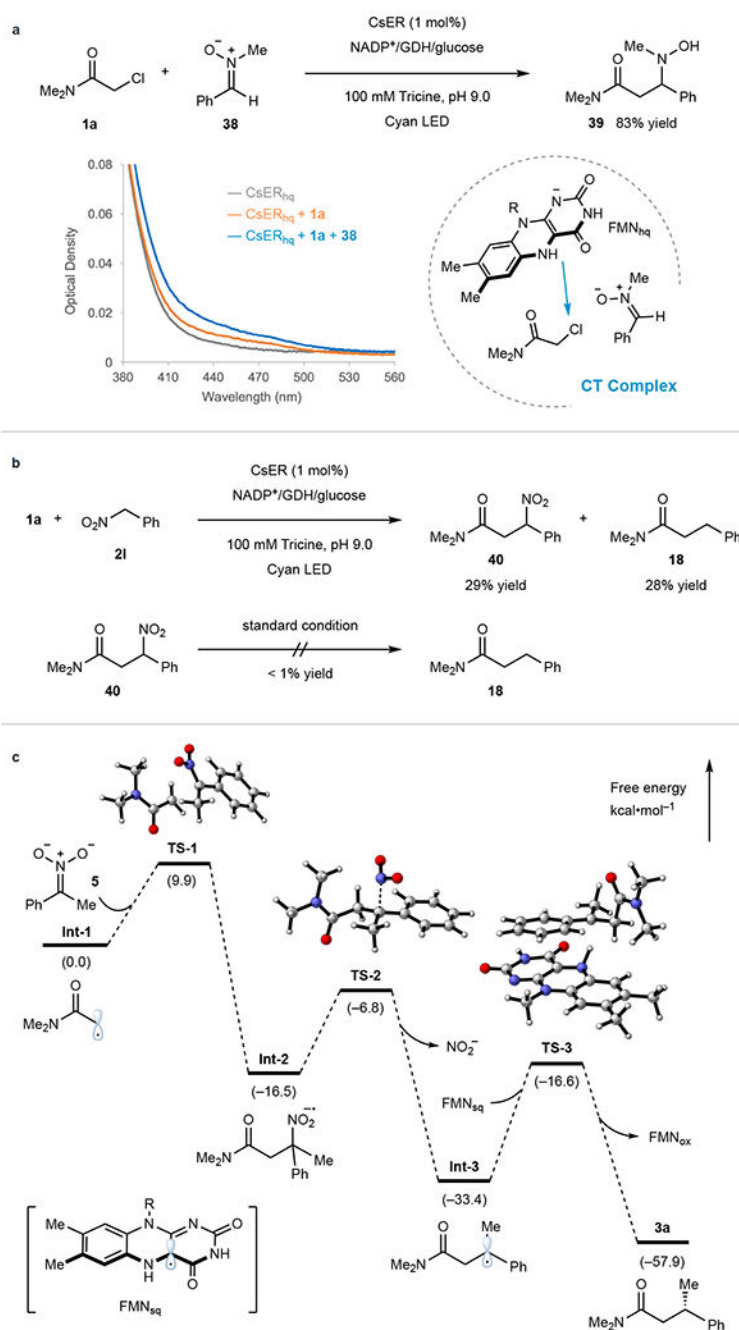 a
CsER (1 mol%)
NADP⁺/GDH/glucose
100 mM Tricine, pH 9.0
Cyan LED
O
Me₂N
Cl
1a
+
⁻O
+
N
Me
Ph
H
38
Me
N
OH
O
Me₂N
Ph
39 83% yield
0.08
0.06
0.04
0.02
0
Optical Density
380 410 440 470 500 530 560
Wavelength (nm)
CsERhq
CsERhq + 1a
CsERhq + 1a + 38
R
N
N⁻
O
NH
O
NH
Me
Me
FMNhq
O
Me₂N
Cl
⁻O
+
N
Me
H
Ph
CT Complex
b
CsER (1 mol%)
NADP⁺/GDH/glucose
100 mM Tricine, pH 9.0
Cyan LED
1a + O₂N Ph
2l
O NO₂
Me₂N Ph
40
29% yield
+
O
Me₂N Ph
18
28% yield
O NO₂
Me₂N Ph
40
standard condition
< 1% yield
O
Me₂N Ph
18
c
Free energy
kcal•mol⁻¹
O⁻ O⁻
+
N
Ph Me
5
Int-1
(0.0)
O
Me₂N
TS-1
(9.9)
Int-2
(−16.5)
NO₂⁻•
O
Me₂N
Me
Ph
TS-2
(−6.8)
NO₂⁻
Int-3
(−33.4)
Me
O
Me₂N
Ph
FMNsq
TS-3
(−16.6)
FMNox
3a
(−57.9)
O
Me
Me₂N
Ph
R
Me
N
N
O
Me
N
H
NH
O
FMNsq